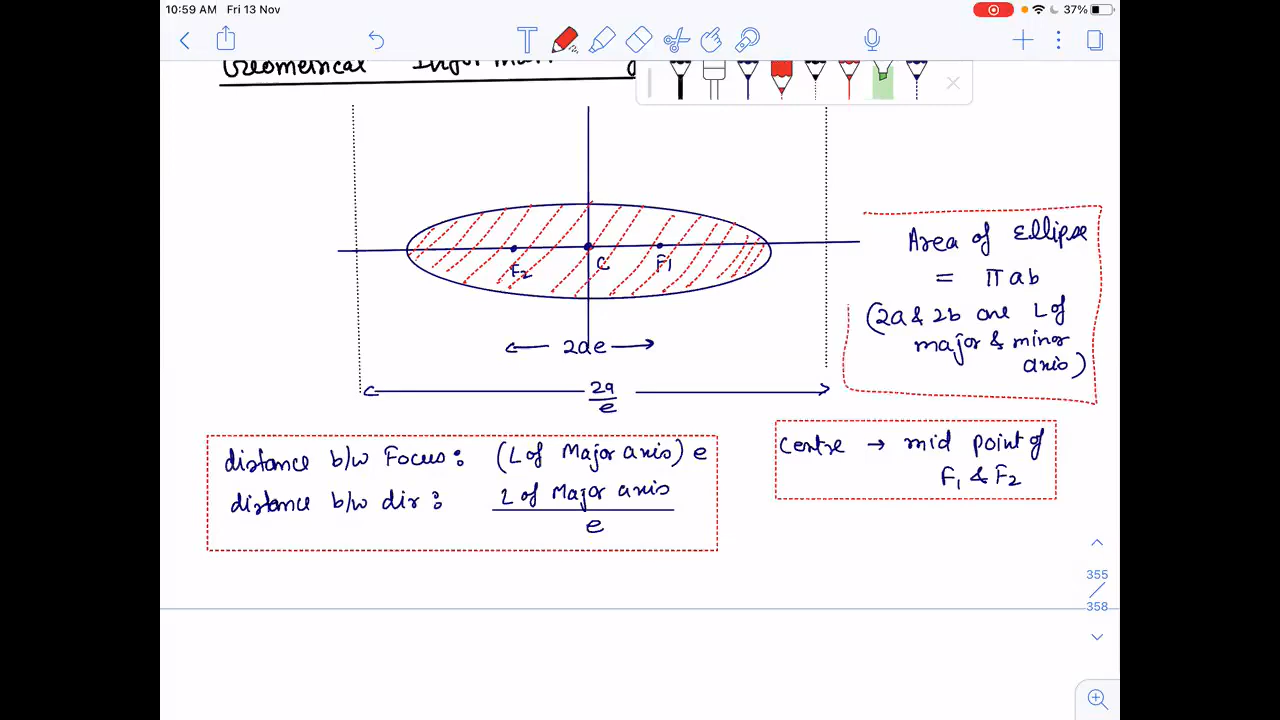 10:59 AM Fri 13 Nov
37%
T
Geometrical
Area of Ellipse
= πab
(2a & 2b are L of
major & minor
axis)
F2
C
F1
2ae
2a
e
distance b/w Focus: (L of Major axis) e
distance b/w dir: L of Major axis
e
Centre → mid point of
F1 & F2
355
358